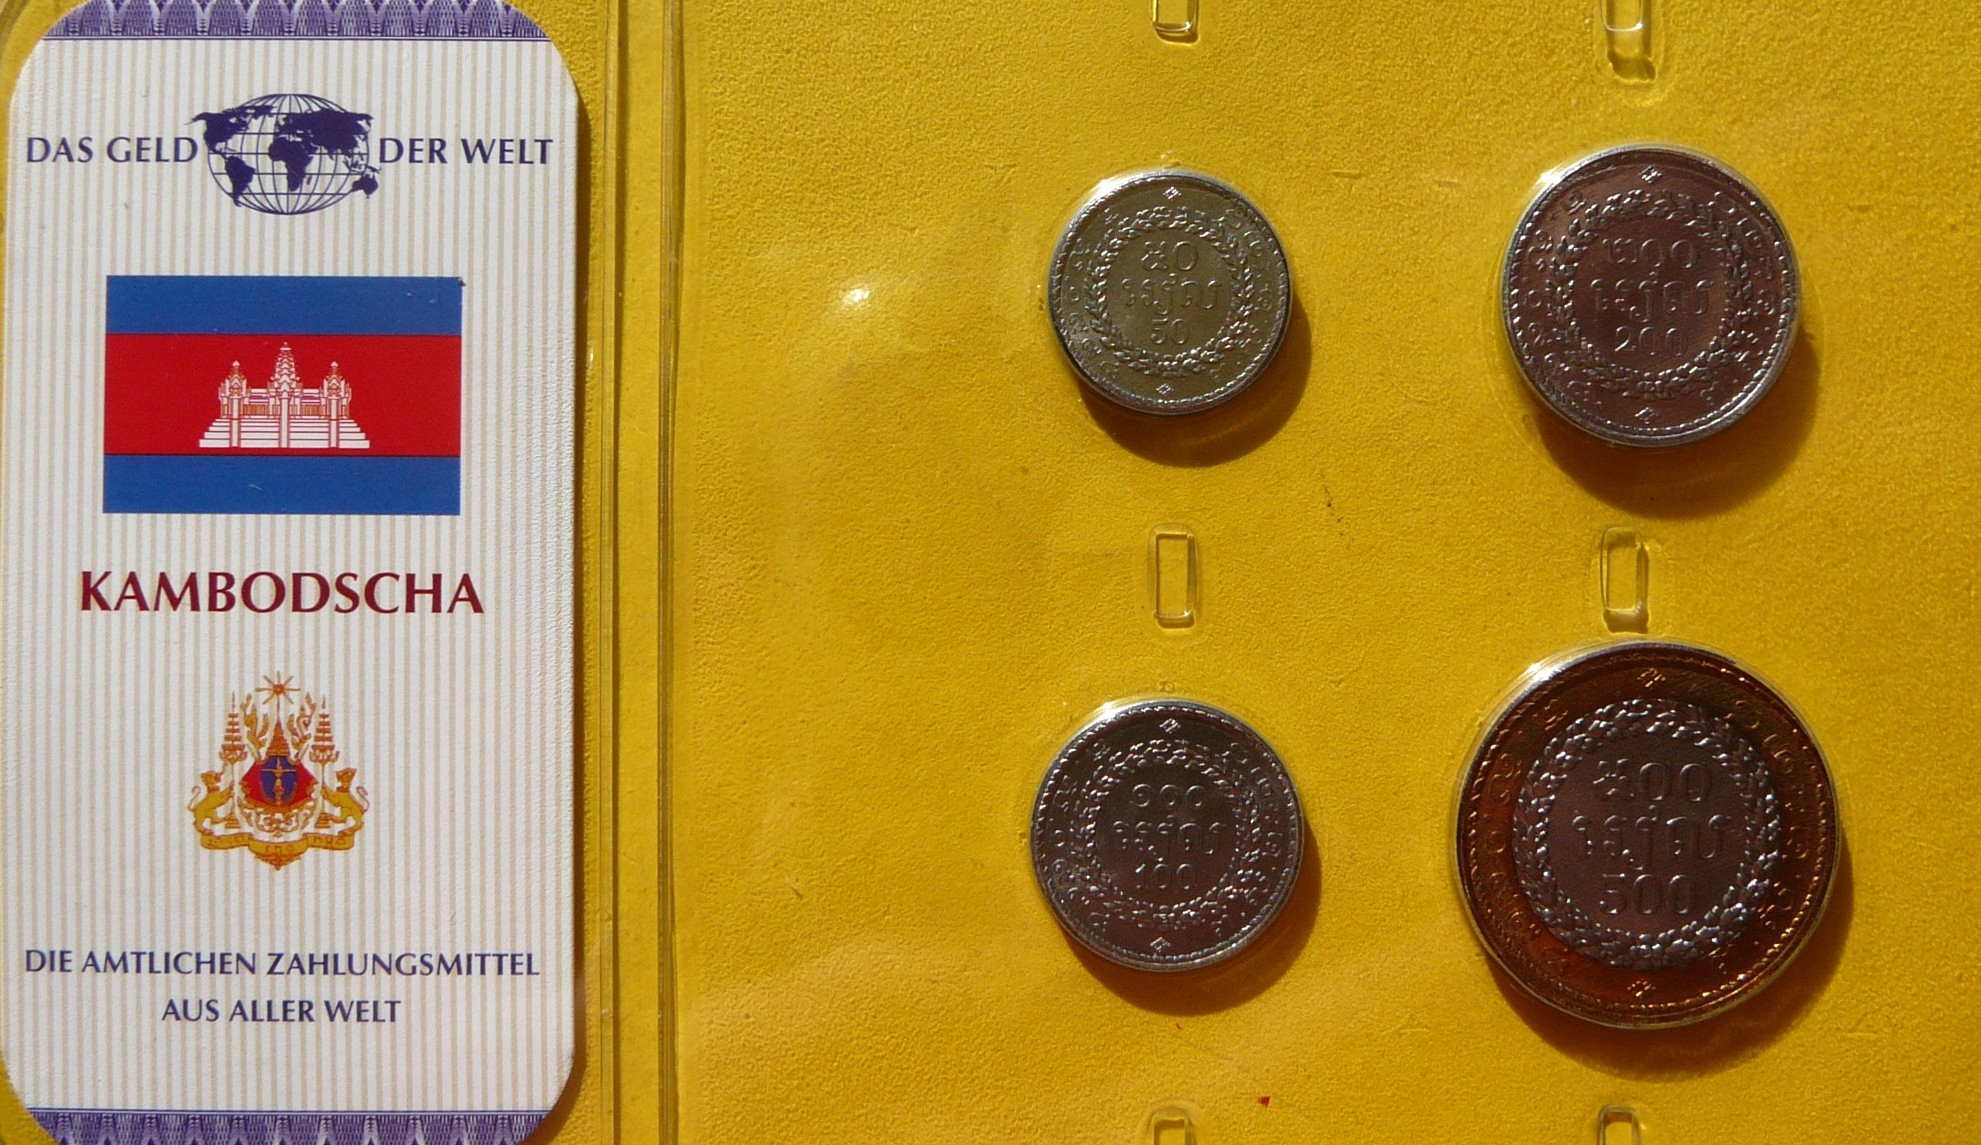 DAS GELD DER WELT
KAMBODSCHA
DIE AMTLICHEN ZAHLUNGSMITTEL
AUS ALLER WELT
៥០
រៀល
50
២០០
រៀល
200
១០០
រៀល
100
៥០០
រៀល
500